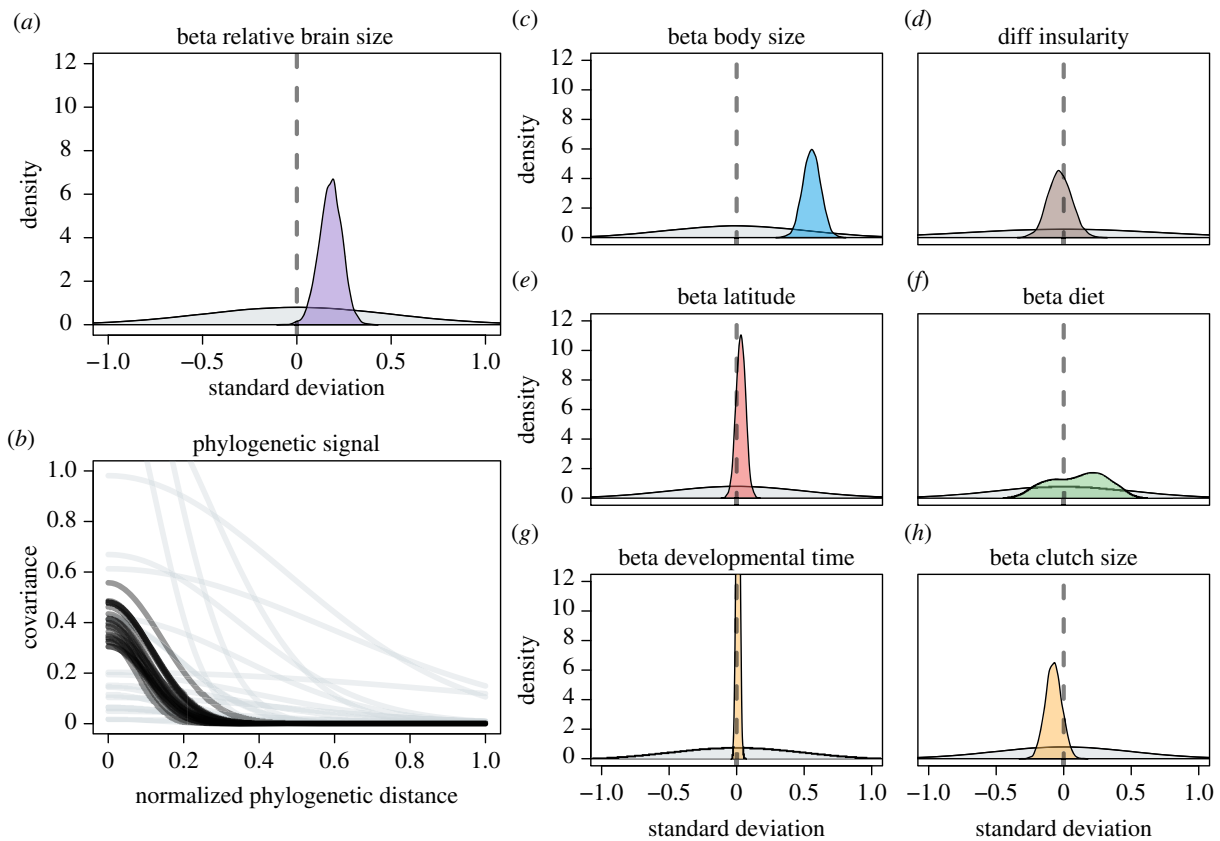 (a)
beta relative brain size
12
10
8
6
4
2
0
density
−1.0 −0.5 0 0.5 1.0
standard deviation
(b)
phylogenetic signal
1.0
0.8
0.6
0.4
0.2
0
covariance
0 0.2 0.4 0.6 0.8 1.0
normalized phylogenetic distance
(c)
beta body size
12
10
8
6
4
2
0
density
(d)
diff insularity
(e)
beta latitude
12
10
8
6
4
2
0
density
(f)
beta diet
(g)
beta developmental time
12
10
8
6
4
2
0
density
−1.0 −0.5 0 0.5 1.0
standard deviation
(h)
beta clutch size
−1.0 −0.5 0 0.5 1.0
standard deviation